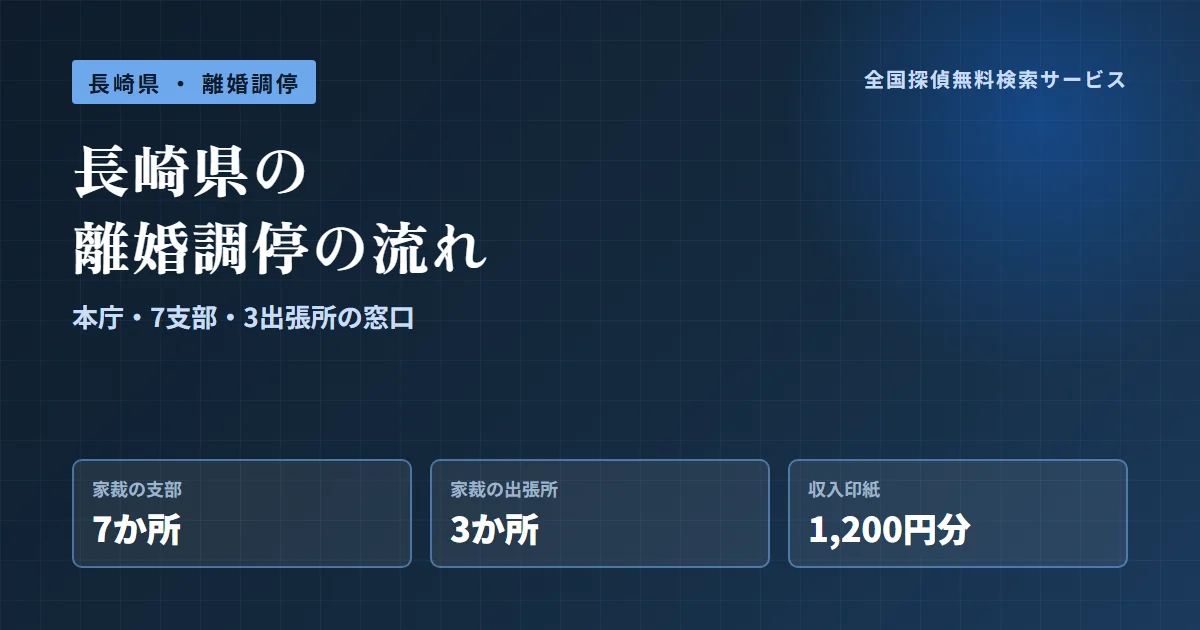 長崎県 ・ 離婚調停
全国探偵無料検索サービス
長崎県の
離婚調停の流れ
本庁・7支部・3出張所の窓口
家裁の支部
7か所
家裁の出張所
3か所
収入印紙
1,200円分